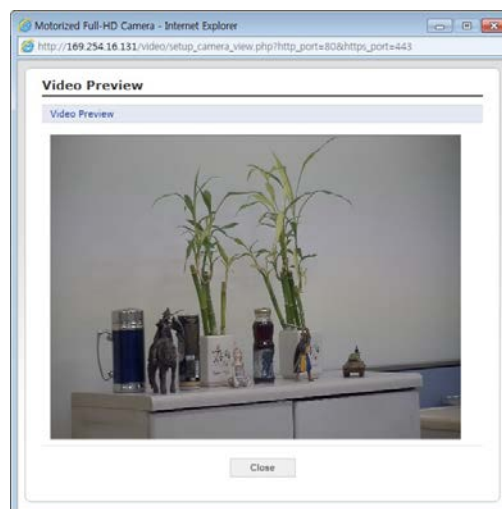 Motorized Full-HD Camera - Internet Explorer
http://169.254.16.131/video/setup_camera_view.php?http_port=80&https_port=443
Video Preview
Video Preview
Close